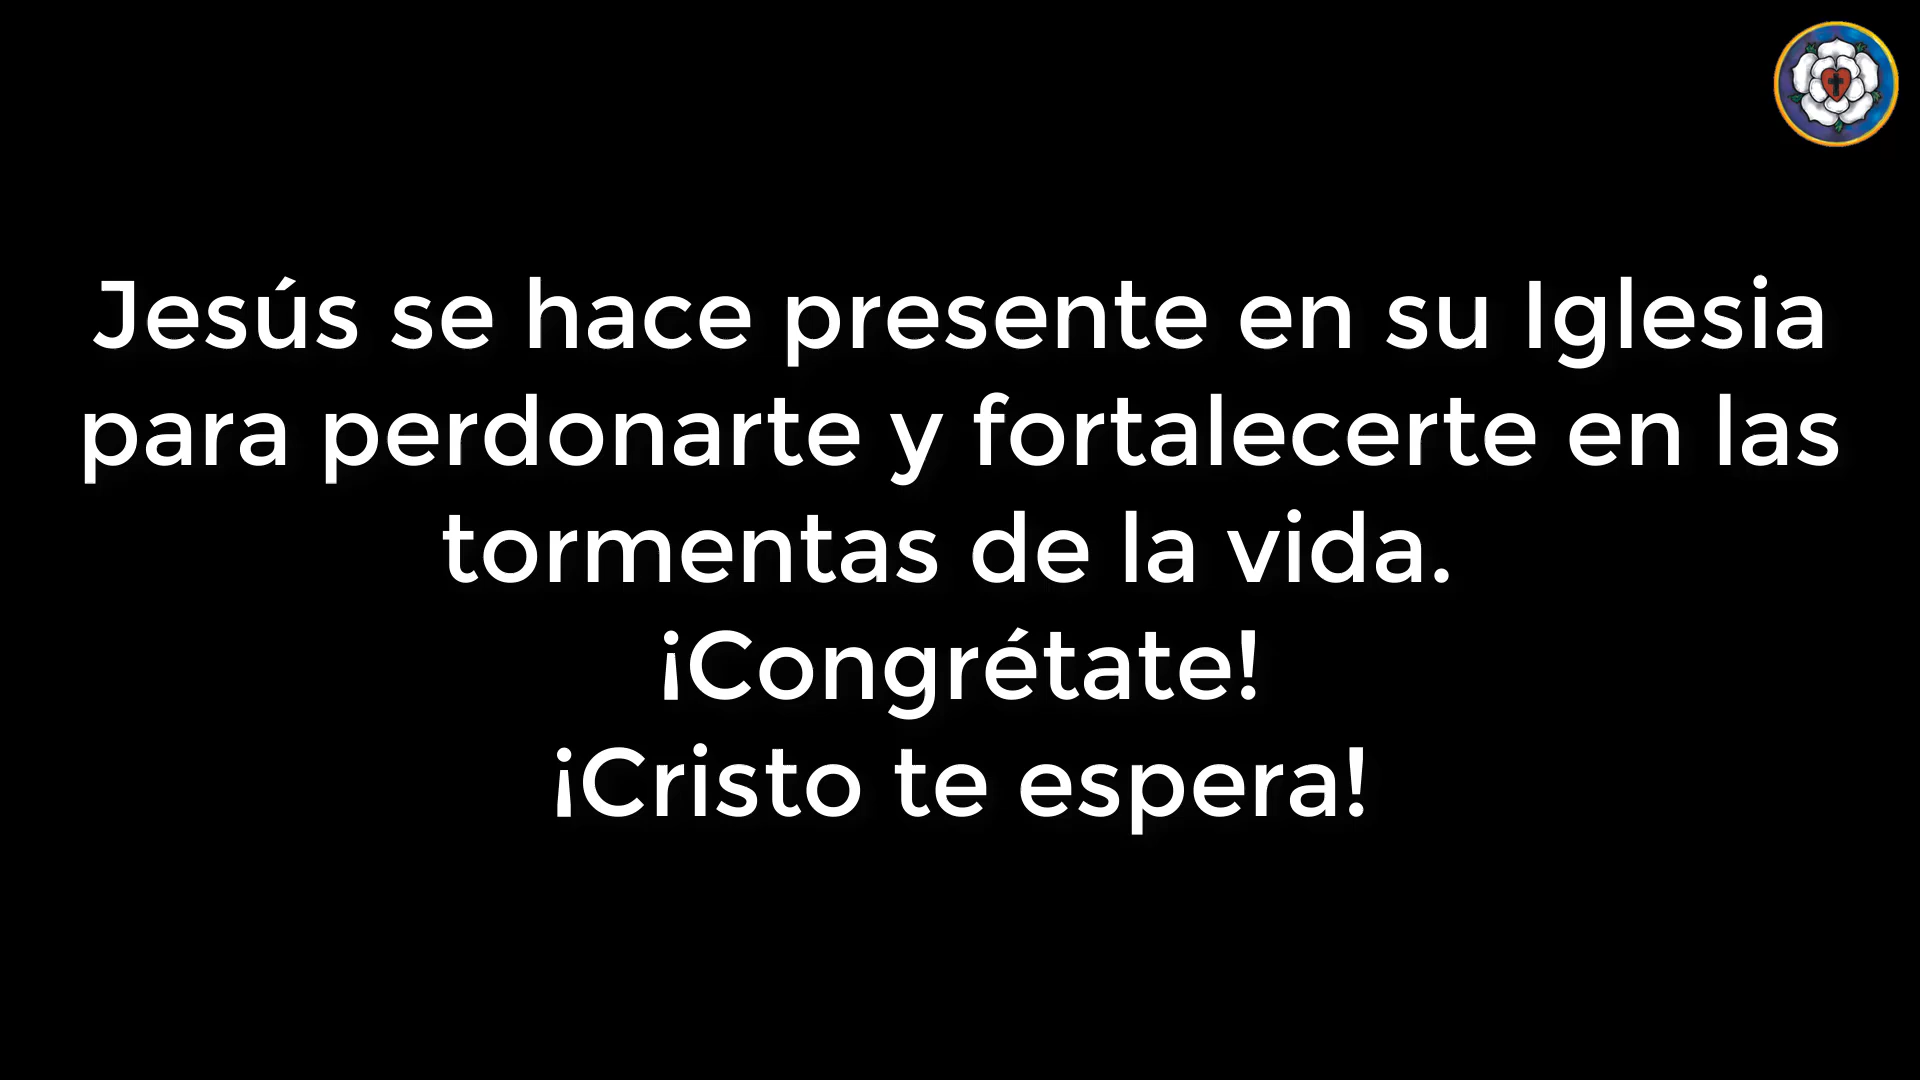 Jesús se hace presente en su Iglesia
para perdonarte y fortalecerte en las
tormentas de la vida.
¡Congrétate!
¡Cristo te espera!